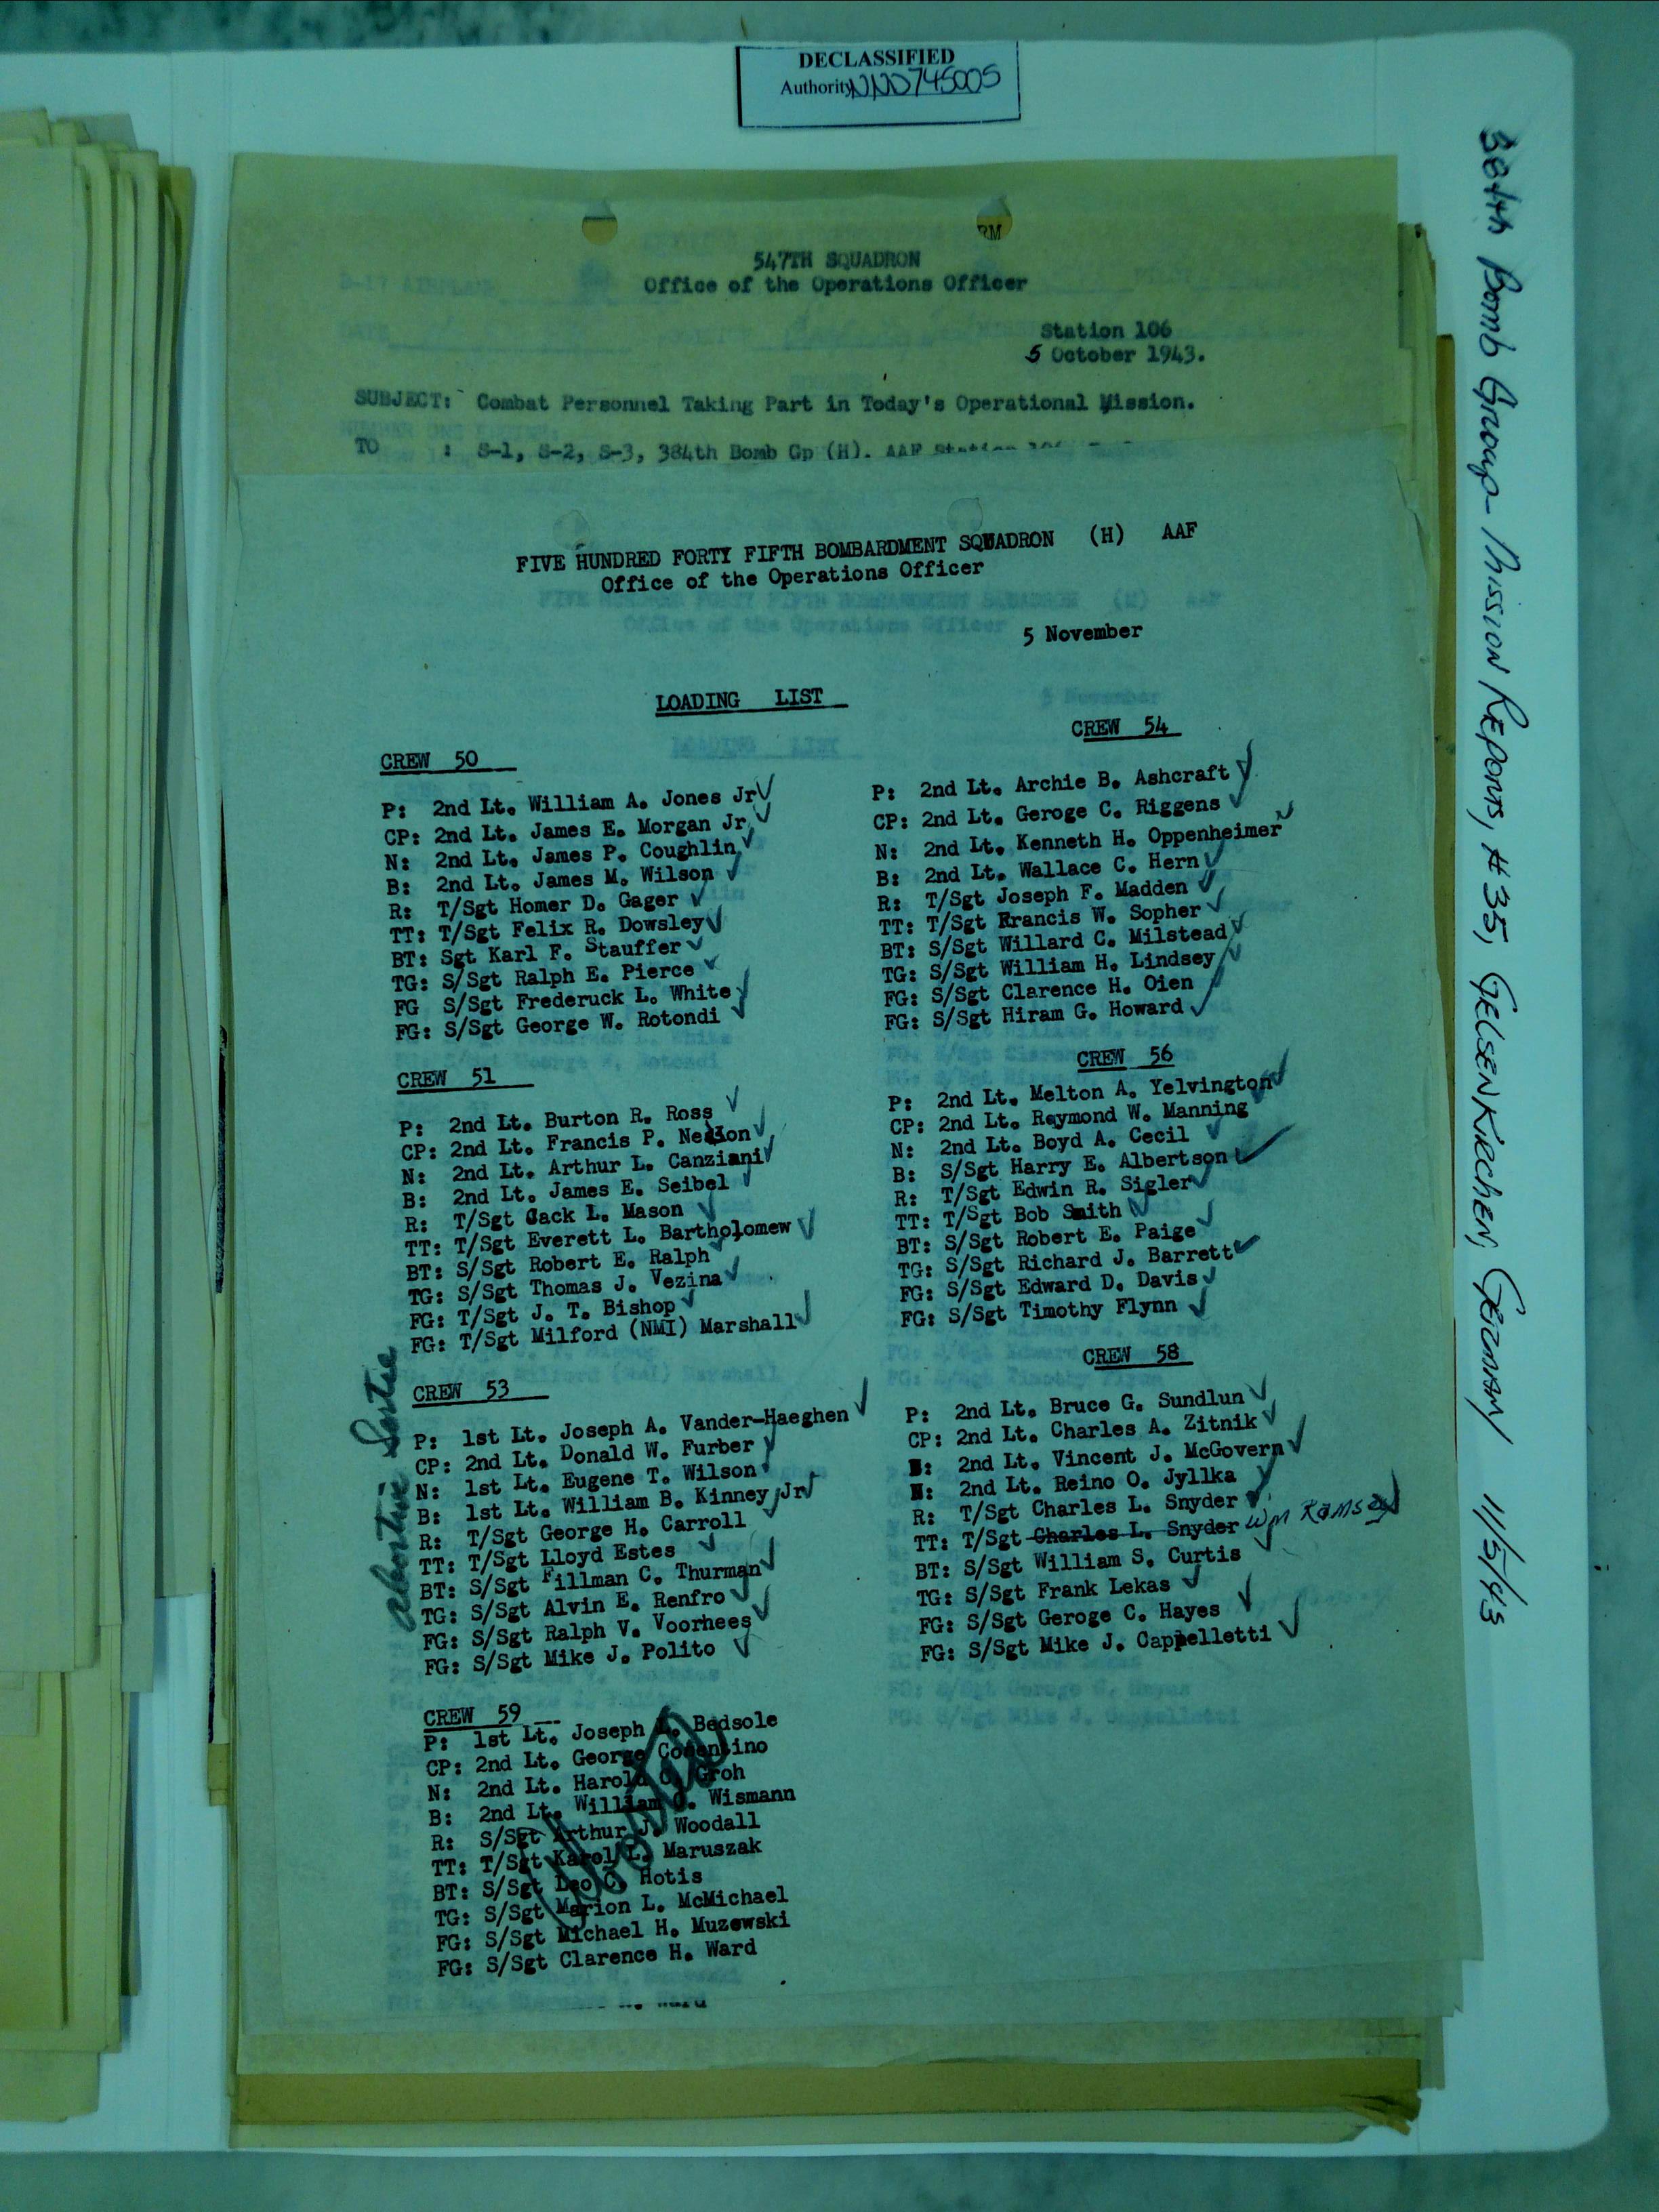 DECLASSIFIED
Authority NND745005
384th Bomb Group - Mission Reports, #35, Gelsenkirchen, Germany 11/5/43
RM
547TH SQUADRON
Office of the Operations Officer
Station 106
5 October 1943.
SUBJECT: Combat Personnel Taking Part in Today's Operational Mission.
TO : S-1, S-2, S-3, 384th Bomb Gp (H). AAF Station 106
FIVE HUNDRED FORTY FIFTH BOMBARDMENT SQUADRON (H) AAF
Office of the Operations Officer
5 November
LOADING LIST
CREW 50
P: 2nd Lt. William A. Jones Jr
CP: 2nd Lt. James E. Morgan Jr
N: 2nd Lt. James P. Coughlin
B: 2nd Lt. James M. Wilson
R: T/Sgt Homer D. Gager
TT: T/Sgt Felix R. Dowsley
BT: Sgt Karl F. Stauffer
TG: S/Sgt Ralph E. Pierce
FG S/Sgt Frederuck L. White
FG: S/Sgt George W. Rotondi
CREW 51
P: 2nd Lt. Burton R. Ross
CP: 2nd Lt. Francis P. Nelson
N: 2nd Lt. Arthur L. Canziani
B: 2nd Lt. James E. Seibel
R: T/Sgt Jack L. Mason
TT: T/Sgt Everett L. Bartholomew
BT: S/Sgt Robert E. Ralph
TG: S/Sgt Thomas J. Vezina
FG: T/Sgt J. T. Bishop
FG: T/Sgt Milford (NMI) Marshall
Abortive Sortie
CREW 53
P: 1st Lt. Joseph A. Vander-Haeghen
CP: 2nd Lt. Donald W. Furber
N: 1st Lt. Eugene T. Wilson
B: 1st Lt. William B. Kinney Jr
R: T/Sgt George H. Carroll
TT: T/Sgt Lloyd Estes
BT: S/Sgt Fillman C. Thurman
TG: S/Sgt Alvin E. Renfro
FG: S/Sgt Ralph V. Voorhees
FG: S/Sgt Mike J. Polito
CREW 59
P: 1st Lt. Joseph Bedsole
CP: 2nd Lt. George Cosentino
N: 2nd Lt. Harold O. Groh
B: 2nd Lt. William O. Wismann
R: S/Sgt Arthur J. Woodall
TT: T/Sgt Karol L. Maruszak
BT: S/Sgt Leo Hotis
TG: S/Sgt Marion L. McMichael
FG: S/Sgt Michael H. Muzewski
FG: S/Sgt Clarence H. Ward
CREW 54
P: 2nd Lt. Archie B. Ashcraft
CP: 2nd Lt. Geroge C. Riggens
N: 2nd Lt. Kenneth H. Oppenheimer
B: 2nd Lt. Wallace C. Hern
R: T/Sgt Joseph F. Madden
TT: T/Sgt Francis W. Sopher
BT: S/Sgt Willard C. Milstead
TG: S/Sgt William H. Lindsey
FG: S/Sgt Clarence H. Oien
FG: S/Sgt Hiram G. Howard
CREW 56
P: 2nd Lt. Melton A. Yelvington
CP: 2nd Lt. Raymond W. Manning
N: 2nd Lt. Boyd A. Cecil
B: S/Sgt Harry E. Albertson
R: T/Sgt Edwin R. Sigler
TT: T/Sgt Bob Smith
BT: S/Sgt Robert E. Paige
TG: S/Sgt Richard J. Barrett
FG: S/Sgt Edward D. Davis
FG: S/Sgt Timothy Flynn
CREW 58
P: 2nd Lt. Bruce G. Sundlun
CP: 2nd Lt. Charles A. Zitnik
2nd Lt. Vincent J. McGovern
N: 2nd Lt. Reino O. Jyllka
R: T/Sgt Charles L. Snyder
TT: T/Sgt Charles L. Snyder Wm Ramsey
BT: S/Sgt William S. Curtis
TG: S/Sgt Frank Lekas
FG: S/Sgt Geroge C. Hayes
FG: S/Sgt Mike J. Cappelletti